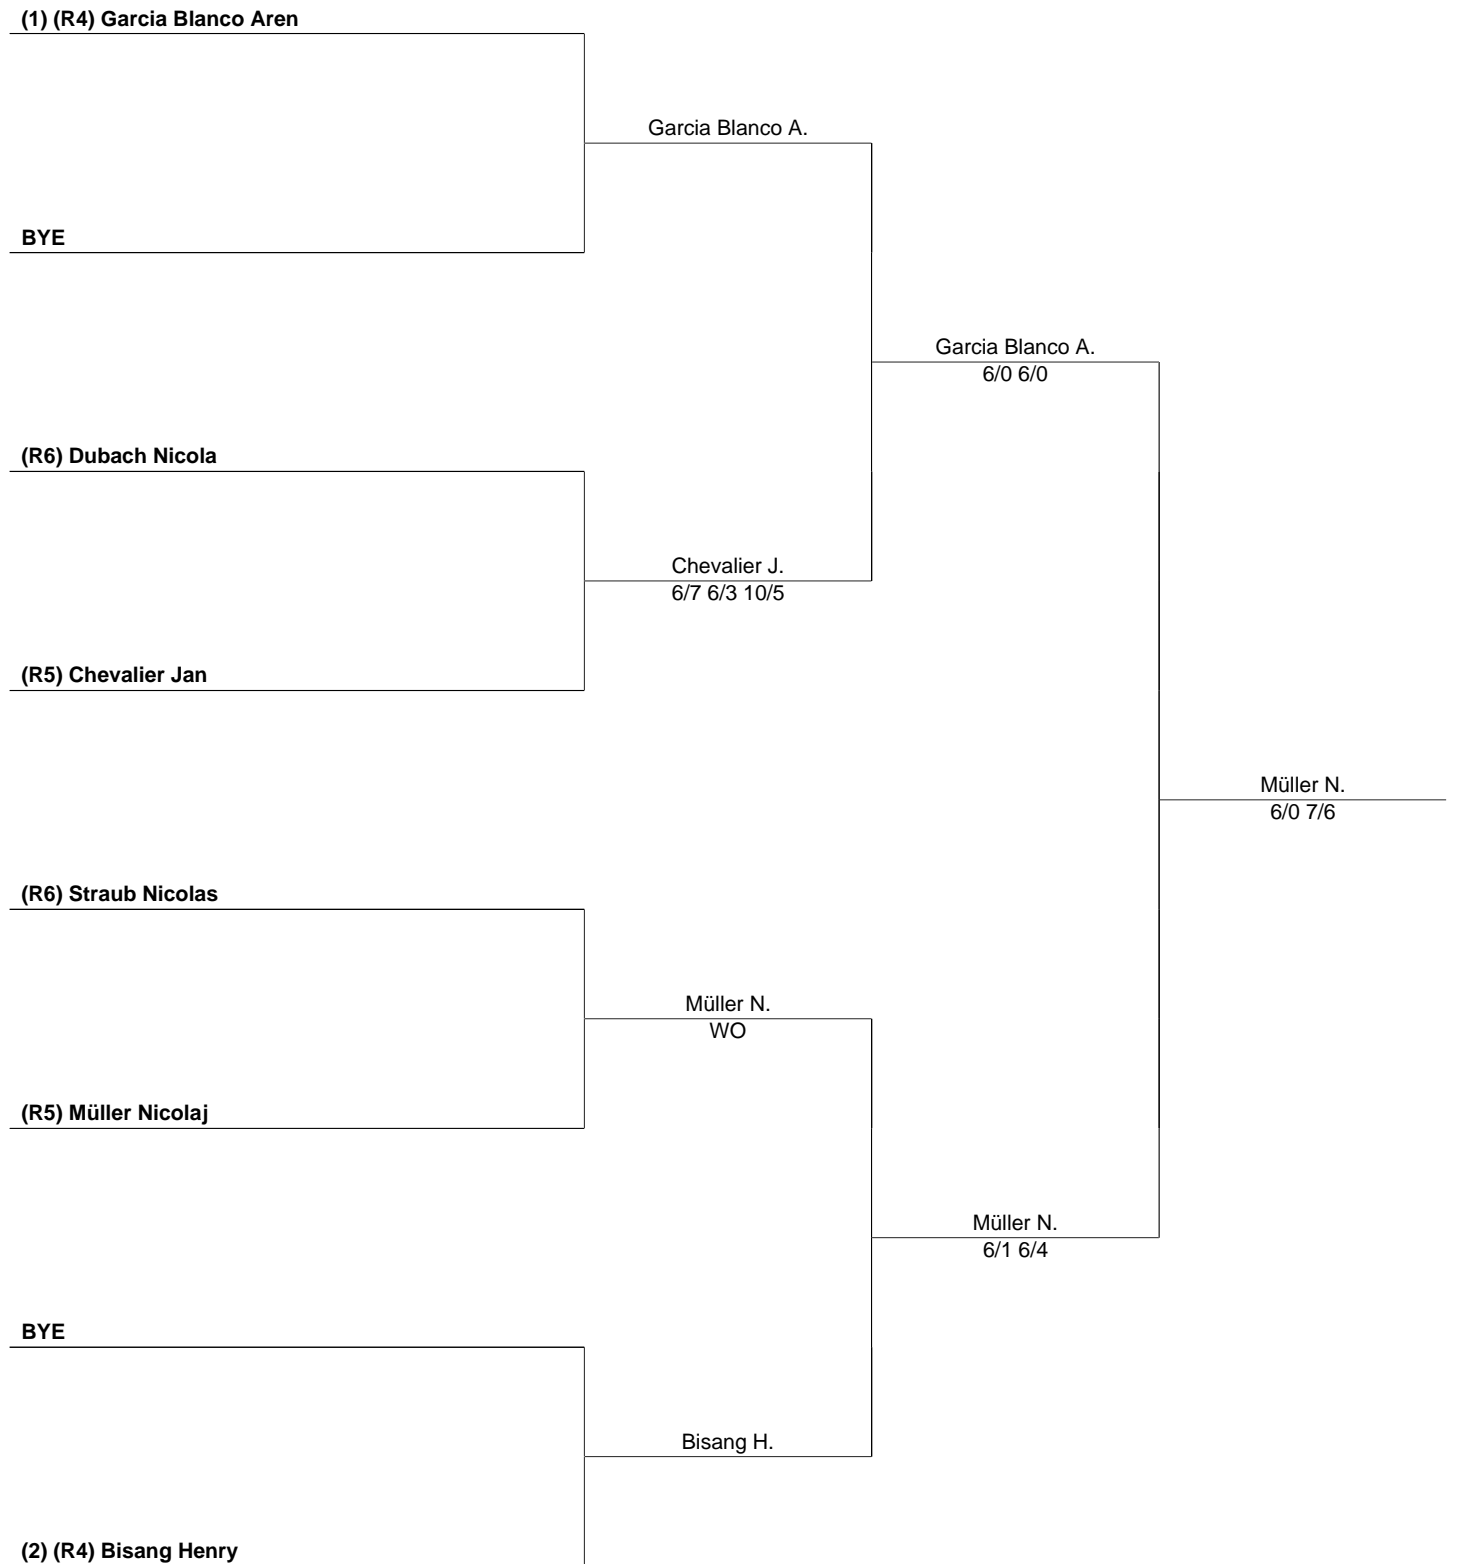 (1) (R4) Garcia Blanco Aren
Garcia Blanco A.
BYE
Garcia Blanco A.
6/0 6/0
(R6) Dubach Nicola
Chevalier J.
6/7 6/3 10/5
(R5) Chevalier Jan
Müller N.
6/0 7/6
(R6) Straub Nicolas
Müller N.
WO
(R5) Müller Nicolaj
Müller N.
6/1 6/4
BYE
Bisang H.
(2) (R4) Bisang Henry